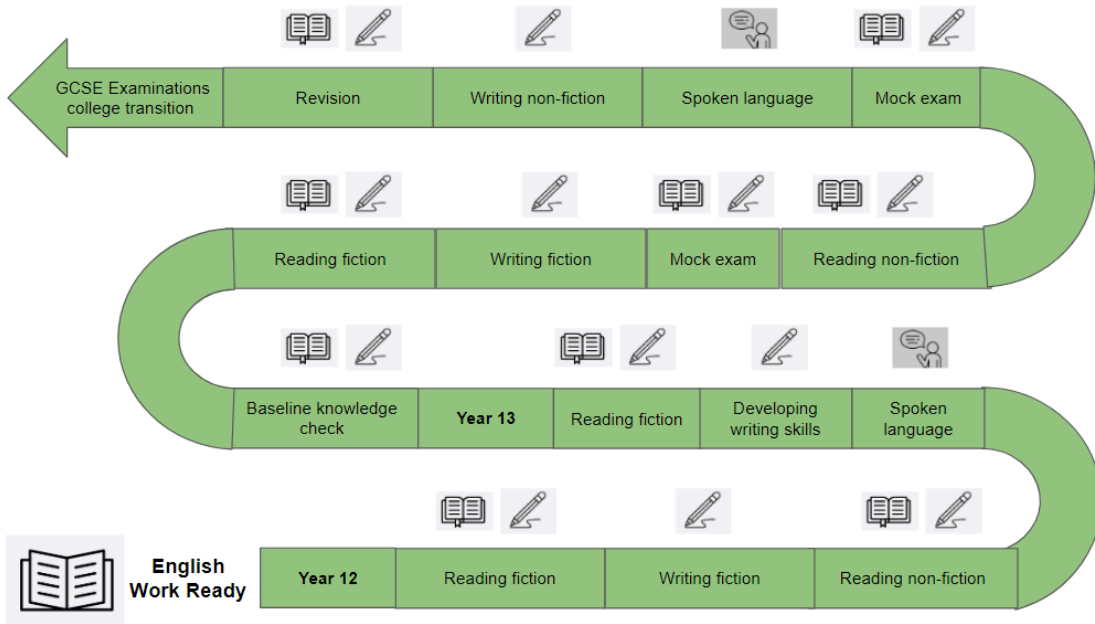 GCSE Examinations
college transition
Revision
Writing non-fiction
Spoken language
Mock exam
Reading fiction
Writing fiction
Mock exam
Reading non-fiction
Baseline knowledge
check
Year 13
Reading fiction
Developing
writing skills
Spoken
language
English
Work Ready
Year 12
Reading fiction
Writing fiction
Reading non-fiction